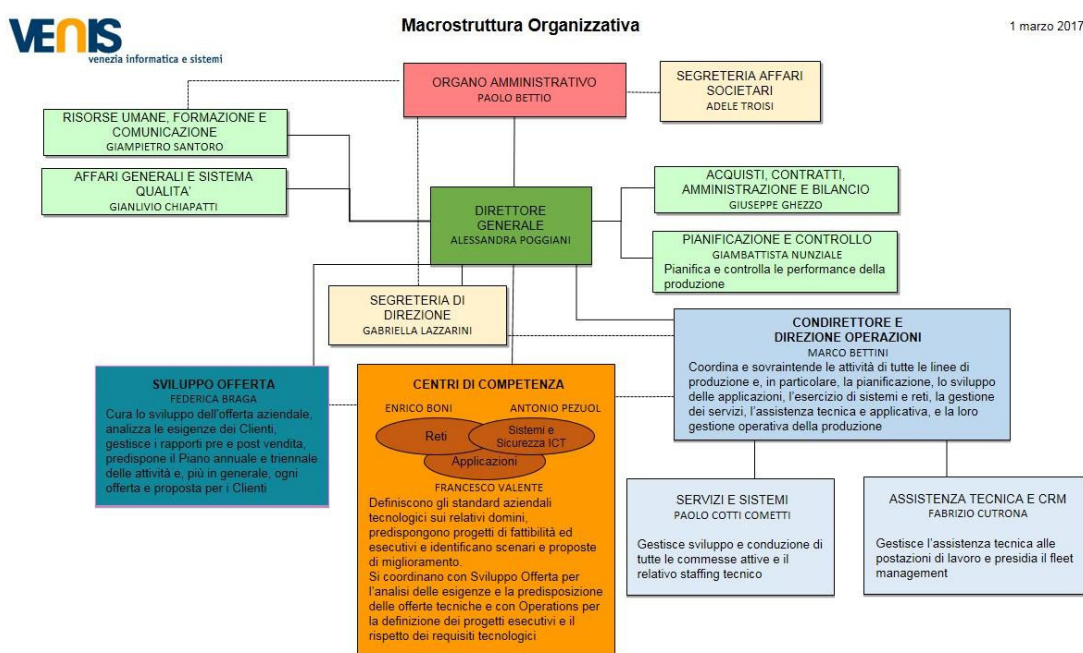 VENIS
venezia informatica e sistemi
Macrostruttura Organizzativa
1 marzo 2017
ORGANO AMMINISTRATIVO
PAOLO BETTIO
SEGRETERIA AFFARI
SOCIETARI
ADELE TROISI
RISORSE UMANE, FORMAZIONE E
COMUNICAZIONE
GIAMPIETRO SANTORO
AFFARI GENERALI E SISTEMA
QUALITA'
GIANLIVIO CHIAPATTI
DIRETTORE
GENERALE
ALESSANDRA POGGIANI
ACQUISTI, CONTRATTI,
AMMINISTRAZIONE E BILANCIO
GIUSEPPE GHEZZO
PIANIFICAZIONE E CONTROLLO
GIAMBATTISTA NUNZIALE
Pianifica e controlla le performance della
produzione
SEGRETERIA DI
DIREZIONE
GABRIELLA LAZZARINI
CONDIRETTORE E
DIREZIONE OPERAZIONI
MARCO BETTINI
Coordina e sovraintende le attività di tutte le linee di
produzione e, in particolare, la pianificazione, lo sviluppo
delle applicazioni, l'esercizio di sistemi e reti, la gestione
dei servizi, l'assistenza tecnica e applicativa, e la loro
gestione operativa della produzione
SVILUPPO OFFERTA
FEDERICA BRAGA
Cura lo sviluppo dell'offerta aziendale,
analizza le esigenze dei Clienti,
gestisce i rapporti pre e post vendita,
predispone il Piano annuale e triennale
delle attività e, più in generale, ogni
offerta e proposta per i Clienti
CENTRI DI COMPETENZA
ENRICO BONI
ANTONIO PEZUOL
Reti
Sistemi e
Sicurezza ICT
Applicazioni
FRANCESCO VALENTE
Definiscono gli standard aziendali
tecnologici sui relativi domini,
predispongono progetti di fattibilità ed
esecutivi e identificano scenari e proposte
di miglioramento.
Si coordinano con Sviluppo Offerta per
l'analisi delle esigenze e la predisposizione
delle offerte tecniche e con Operations per
la definizione dei progetti esecutivi e il
rispetto dei requisiti tecnologici
SERVIZI E SISTEMI
PAOLO COTTI COMETTI
Gestisce sviluppo e conduzione di
tutte le commesse attive e il
relativo staffing tecnico
ASSISTENZA TECNICA E CRM
FABRIZIO CUTRONA
Gestisce l'assistenza tecnica alle
postazioni di lavoro e presidia il fleet
management